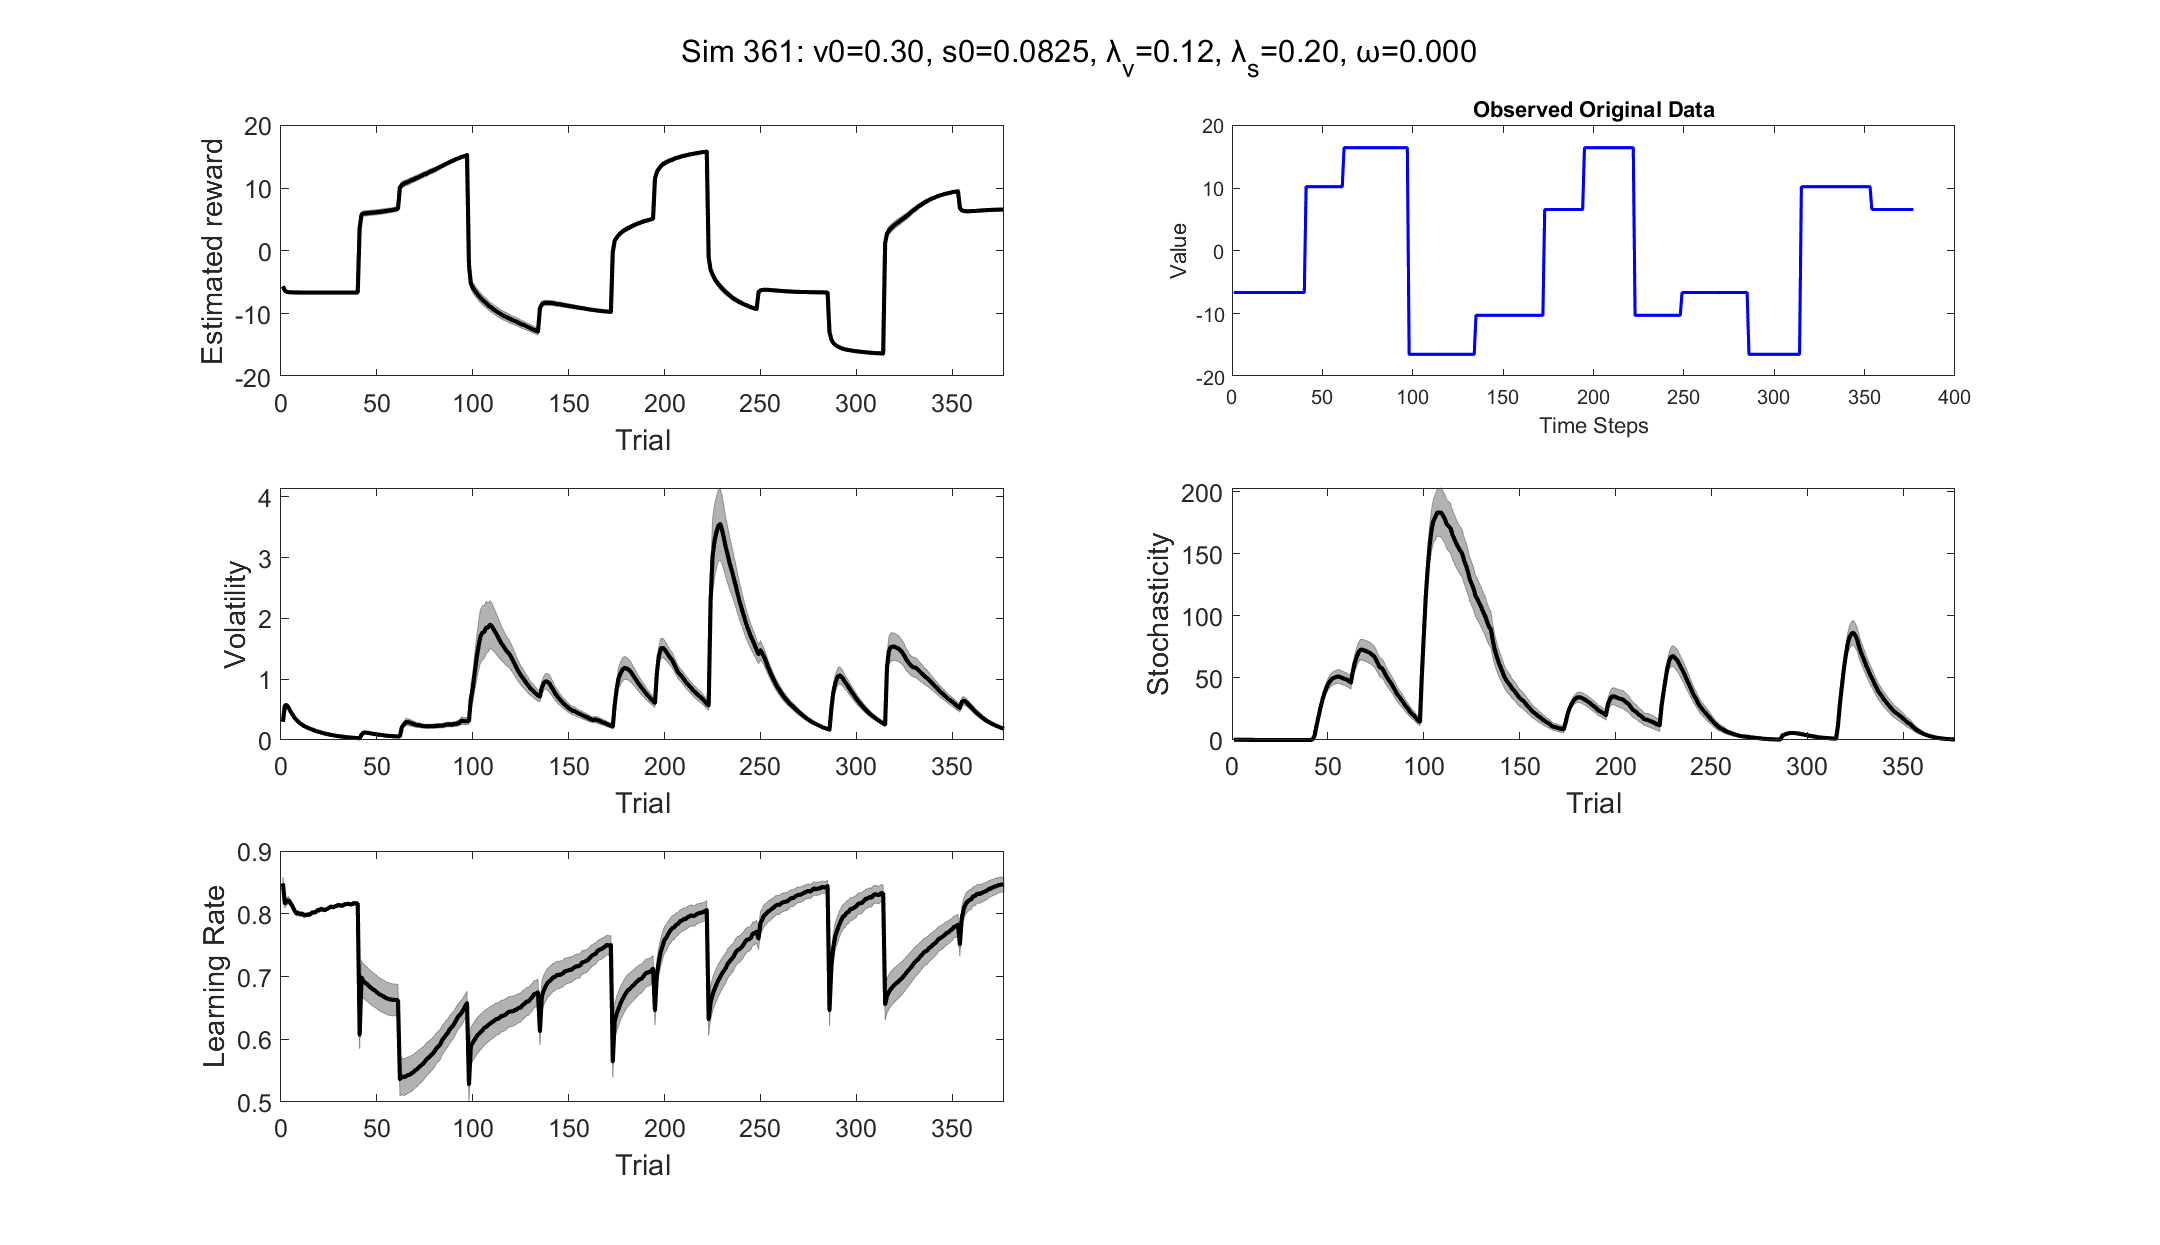 Sim 361: v0=0.30, s0=0.0825, λv=0.12, λs=0.20, ω=0.000
Estimated reward
20
10
0
-10
-20
0 50 100 150 200 250 300 350
Trial
Observed Original Data
Value
20
10
0
-10
-20
0 50 100 150 200 250 300 350 400
Time Steps
Volatility
4
3
2
1
0
0 50 100 150 200 250 300 350
Trial
Stochasticity
200
150
100
50
0
0 50 100 150 200 250 300 350
Trial
Learning Rate
0.9
0.8
0.7
0.6
0.5
0 50 100 150 200 250 300 350
Trial